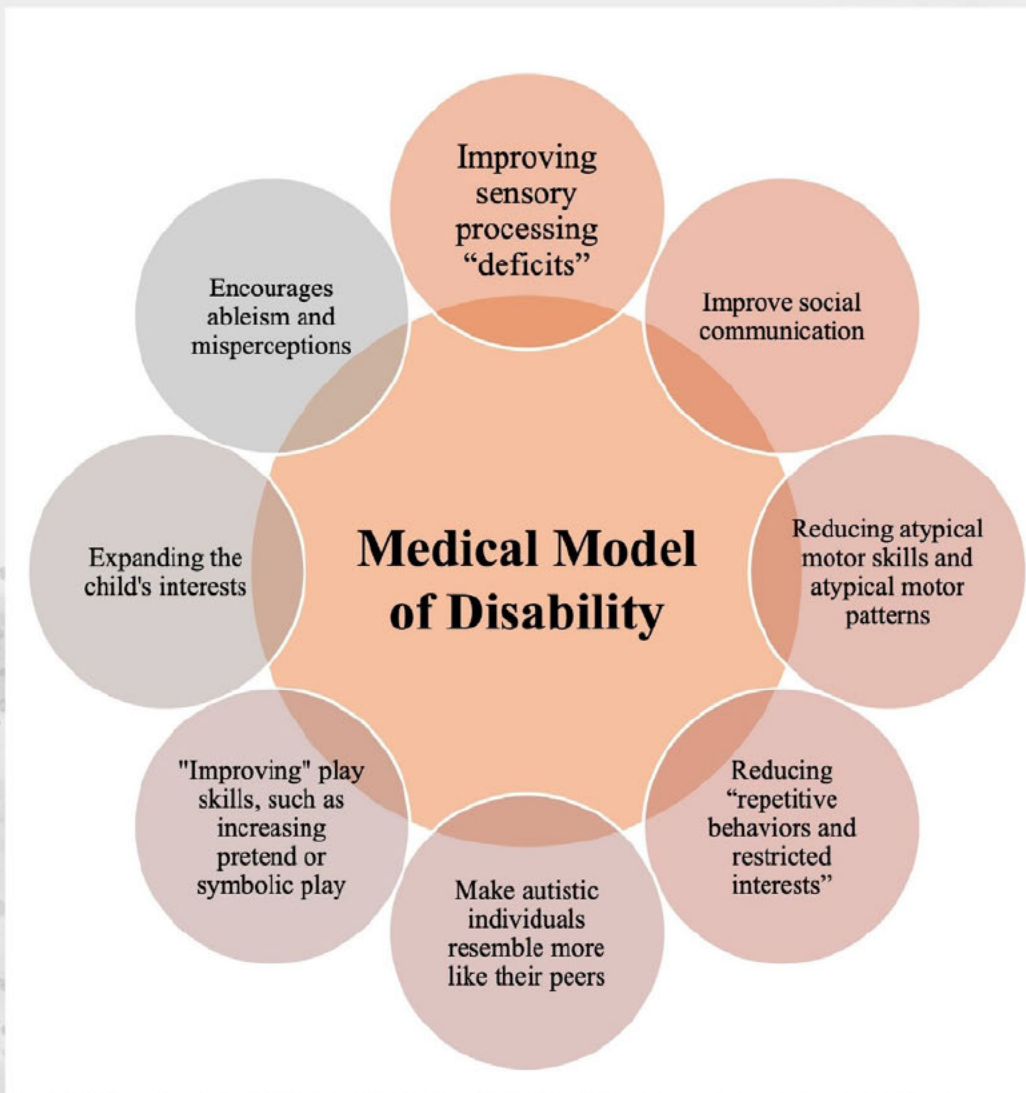 Medical Model
of Disability
Improving
sensory
processing
“deficits”
Improve social
communication
Reducing atypical
motor skills and
atypical motor
patterns
Reducing
“repetitive
behaviors and
restricted
interests”
Make autistic
individuals
resemble more
like their peers
"Improving" play
skills, such as
increasing
pretend or
symbolic play
Expanding the
child's interests
Encourages
ableism and
misperceptions